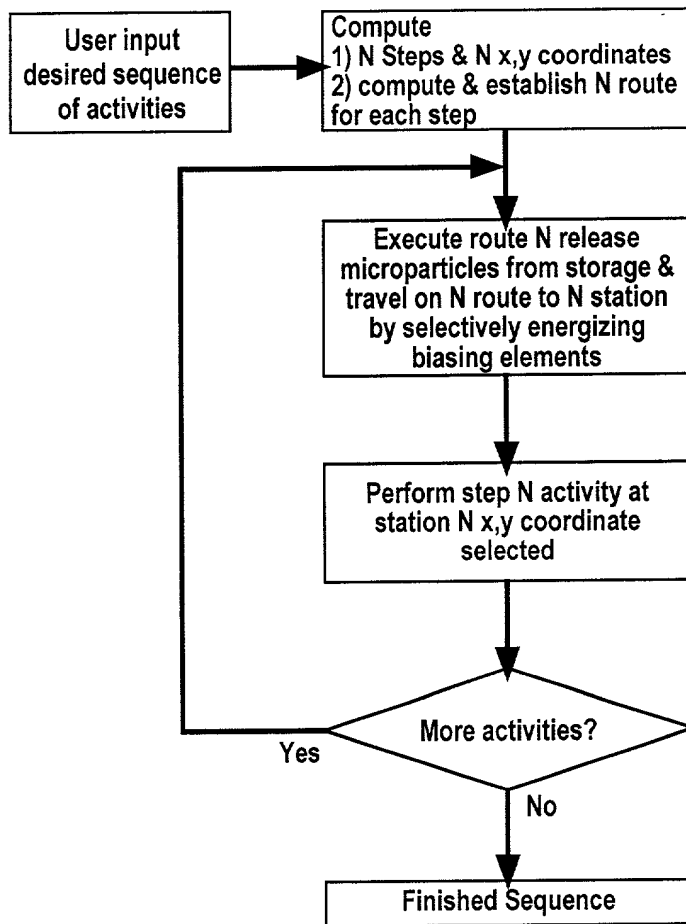 User input
desired sequence
of activities
Compute
1) N Steps & N x,y coordinates
2) compute & establish N route
for each step
Execute route N release
microparticles from storage &
travel on N route to N station
by selectively energizing
biasing elements
Perform step N activity at
station N x,y coordinate
selected
More activities?
Yes
No
Finished Sequence